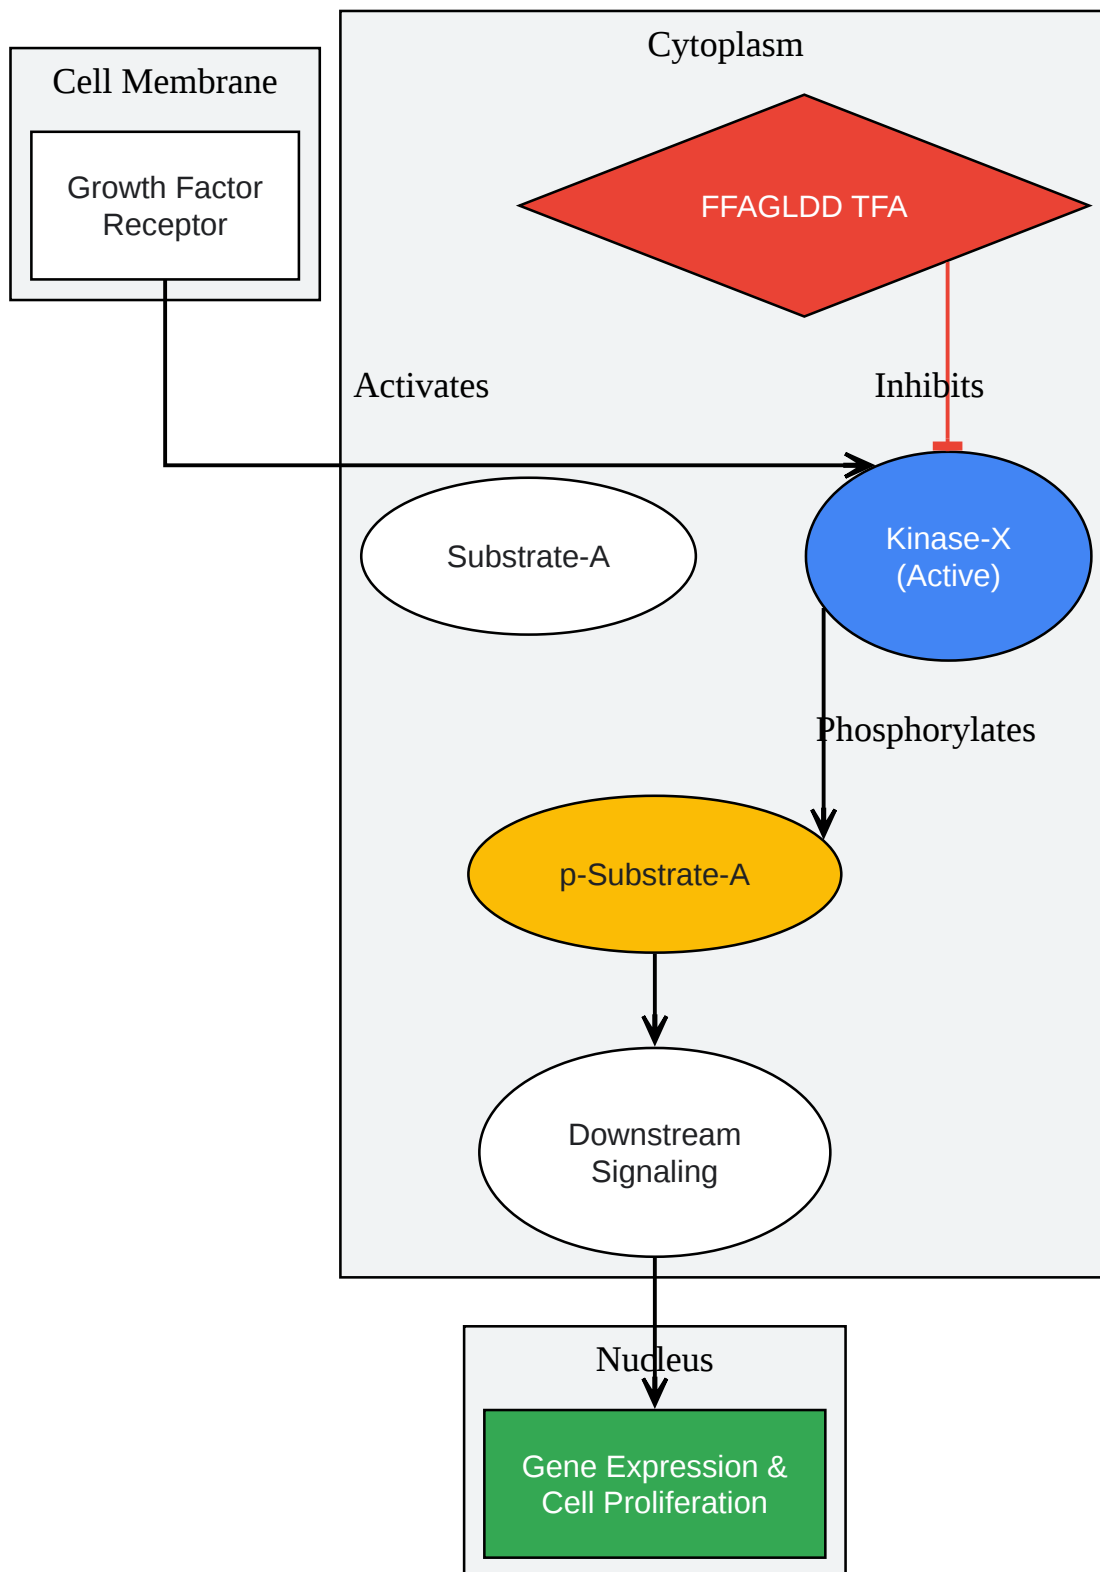 Cytoplasm
Cell Membrane
Growth Factor
Receptor
FFAGLDD TFA
Activates
Inhibits
Substrate-A
Kinase-X
(Active)
Phosphorylates
p-Substrate-A
Downstream
Signaling
Nucleus
Gene Expression &
Cell Proliferation